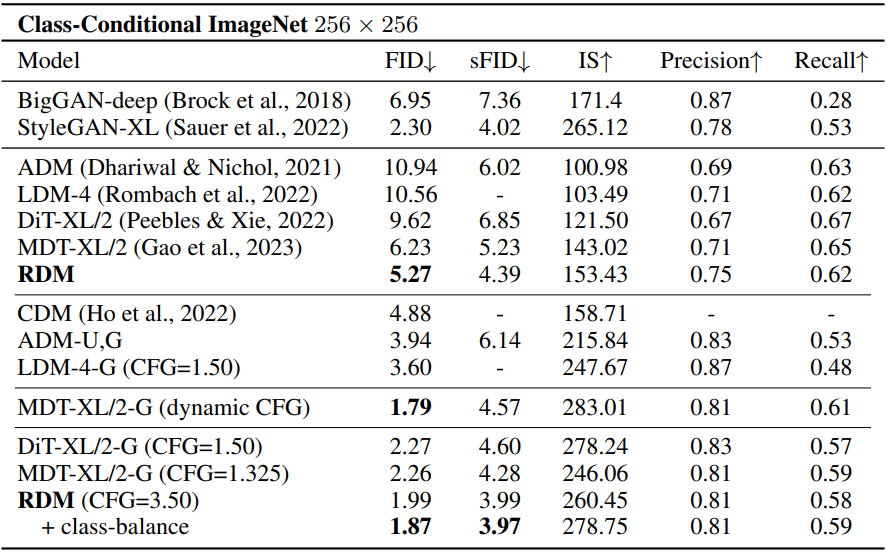 Class-Conditional ImageNet 256 × 256
Model FID↓ sFID↓ IS↑ Precision↑ Recall↑
BigGAN-deep (Brock et al., 2018) 6.95 7.36 171.4 0.87 0.28
StyleGAN-XL (Sauer et al., 2022) 2.30 4.02 265.12 0.78 0.53
ADM (Dhariwal & Nichol, 2021) 10.94 6.02 100.98 0.69 0.63
LDM-4 (Rombach et al., 2022) 10.56 - 103.49 0.71 0.62
DiT-XL/2 (Peebles & Xie, 2022) 9.62 6.85 121.50 0.67 0.67
MDT-XL/2 (Gao et al., 2023) 6.23 5.23 143.02 0.71 0.65
RDM 5.27 4.39 153.43 0.75 0.62
CDM (Ho et al., 2022) 4.88 - 158.71 - -
ADM-U,G 3.94 6.14 215.84 0.83 0.53
LDM-4-G (CFG=1.50) 3.60 - 247.67 0.87 0.48
MDT-XL/2-G (dynamic CFG) 1.79 4.57 283.01 0.81 0.61
DiT-XL/2-G (CFG=1.50) 2.27 4.60 278.24 0.83 0.57
MDT-XL/2-G (CFG=1.325) 2.26 4.28 246.06 0.81 0.59
RDM (CFG=3.50) 1.99 3.99 260.45 0.81 0.58
+ class-balance 1.87 3.97 278.75 0.81 0.59